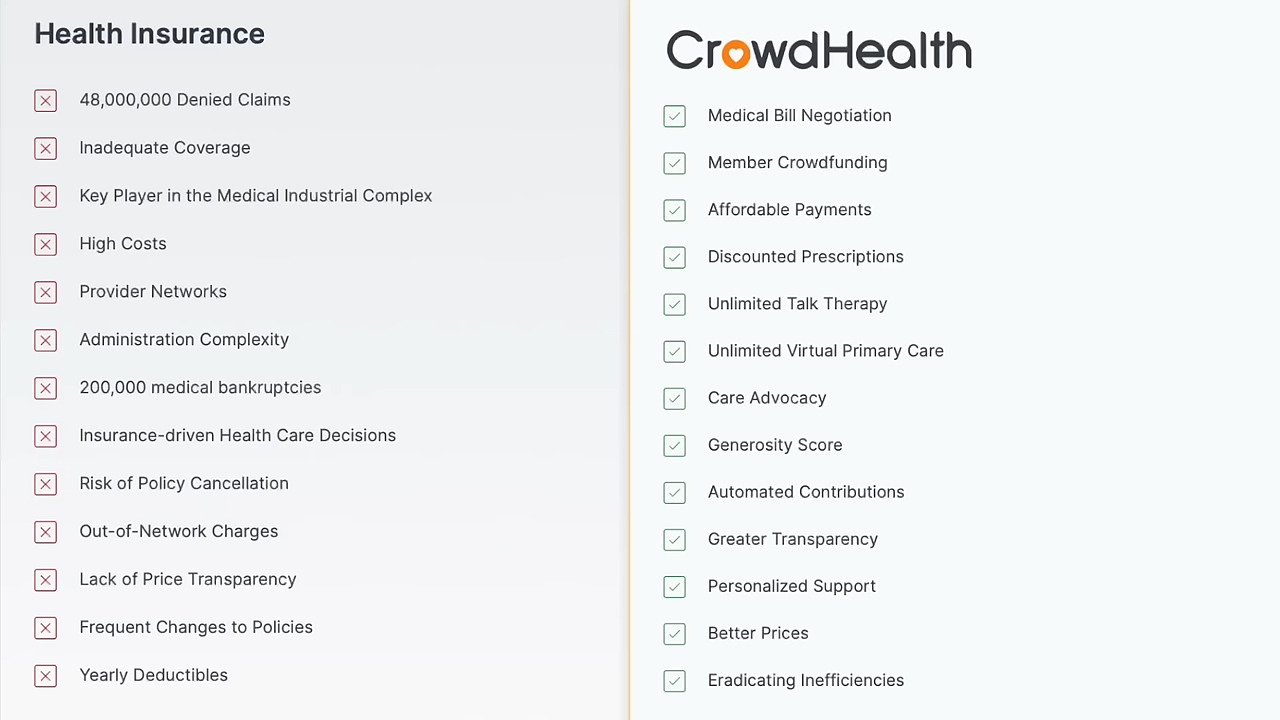 Health Insurance
48,000,000 Denied Claims
Inadequate Coverage
Key Player in the Medical Industrial Complex
High Costs
Provider Networks
Administration Complexity
200,000 medical bankruptcies
Insurance-driven Health Care Decisions
Risk of Policy Cancellation
Out-of-Network Charges
Lack of Price Transparency
Frequent Changes to Policies
Yearly Deductibles
CrowdHealth
Medical Bill Negotiation
Member Crowdfunding
Affordable Payments
Discounted Prescriptions
Unlimited Talk Therapy
Unlimited Virtual Primary Care
Care Advocacy
Generosity Score
Automated Contributions
Greater Transparency
Personalized Support
Better Prices
Eradicating Inefficiencies